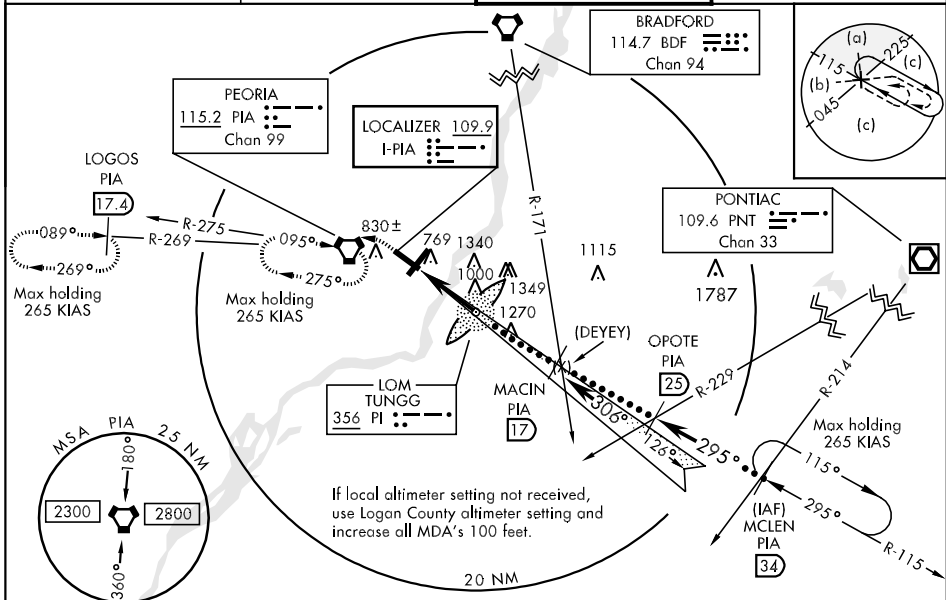 BRADFORD
114.7 BDF
Chan 94
(a)
225
(c)
115
(b)
045
(c)
PEORIA
115.2 PIA
Chan 99
LOCALIZER 109.9
I-PIA
LOGOS
PIA
17.4
R-275
R-269
089°
269°
Max holding
265 KIAS
095°
275°
Max holding
265 KIAS
830±
769
1340
1000
1349
1270
R-171
1115
PONTIAC
109.6 PNT
Chan 33
1787
(DEYEY)
OPOTE
PIA
25
R-229
R-214
LOM
TUNGG
356 PI
MACIN
PIA
17
306°
126°
295°
Max holding
265 KIAS
115°
295°
R-115
(IAF)
MCLEN
PIA
34
MSA PIA 25 NM
180°
2300
2800
360°
If local altimeter setting not received,
use Logan County altimeter setting and
increase all MDA's 100 feet.
20 NM